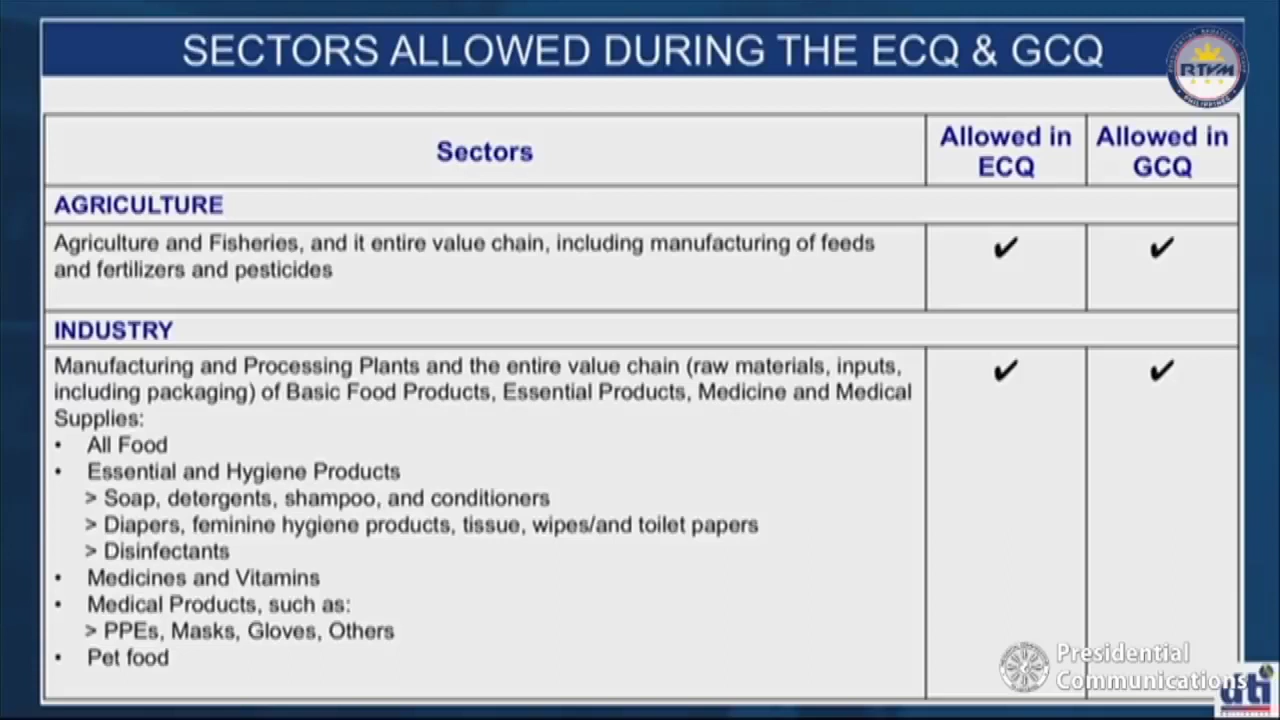 SECTORS ALLOWED DURING THE ECQ & GCQ
RTVM
PHILIPPINES
Sectors
Allowed in
ECQ
Allowed in
GCQ
AGRICULTURE
Agriculture and Fisheries, and it entire value chain, including manufacturing of feeds
and fertilizers and pesticides
✔ ✔
INDUSTRY
Manufacturing and Processing Plants and the entire value chain (raw materials, inputs,
including packaging) of Basic Food Products, Essential Products, Medicine and Medical
Supplies:
✔ ✔
• All Food
• Essential and Hygiene Products
> Soap, detergents, shampoo, and conditioners
> Diapers, feminine hygiene products, tissue, wipes/and toilet papers
> Disinfectants
• Medicines and Vitamins
• Medical Products, such as:
> PPEs, Masks, Gloves, Others
• Pet food
Presidential
Communications
dti